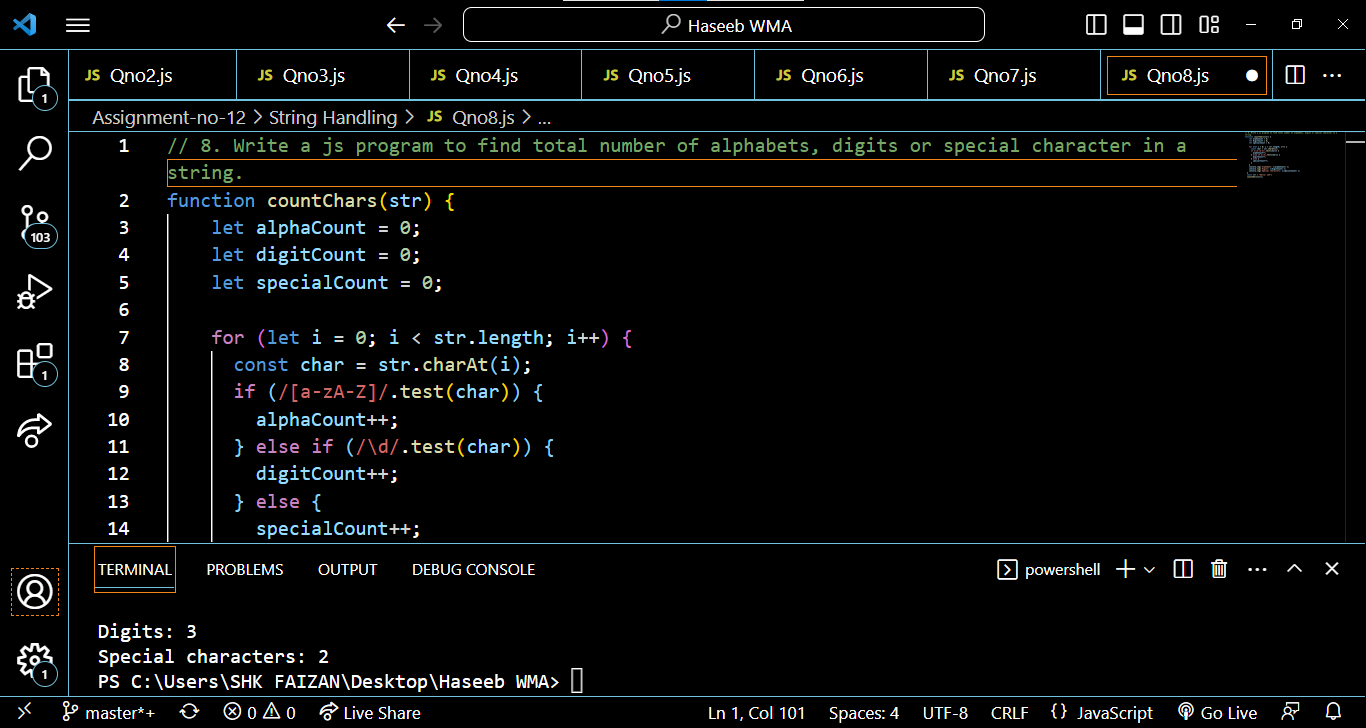 Haseeb WMA
JS Qno2.js JS Qno3.js JS Qno4.js JS Qno5.js JS Qno6.js JS Qno7.js JS Qno8.js
Assignment-no-12 > String Handling > JS Qno8.js > ...
1 // 8. Write a js program to find total number of alphabets, digits or special character in a
string.
2 function countChars(str) {
3 let alphaCount = 0;
4 let digitCount = 0;
5 let specialCount = 0;
6
7 for (let i = 0; i < str.length; i++) {
8 const char = str.charAt(i);
9 if (/[a-zA-Z]/.test(char)) {
10 alphaCount++;
11 } else if (/\d/.test(char)) {
12 digitCount++;
13 } else {
14 specialCount++;
1
103
1
1
TERMINAL PROBLEMS OUTPUT DEBUG CONSOLE powershell
Digits: 3
Special characters: 2
PS C:\Users\SHK FAIZAN\Desktop\Haseeb WMA>
master*+ 0 0 Live Share Ln 1, Col 101 Spaces: 4 UTF-8 CRLF {} JavaScript Go Live